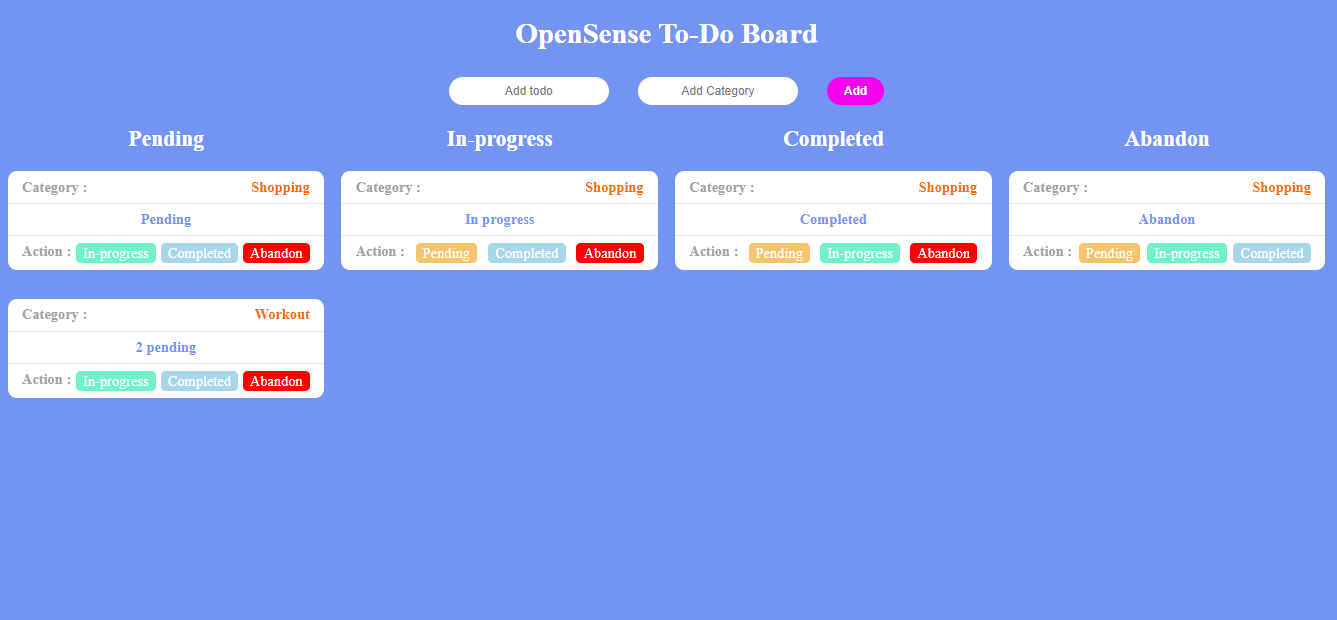 OpenSense To-Do Board
Add todo Add Category Add
Pending In-progress Completed Abandon
Category : Shopping Category : Shopping Category : Shopping Category : Shopping
Pending In progress Completed Abandon
Action : In-progress Completed Abandon Action : Pending Completed Abandon Action : Pending In-progress Abandon Action : Pending In-progress Completed
Category : Workout
2 pending
Action : In-progress Completed Abandon